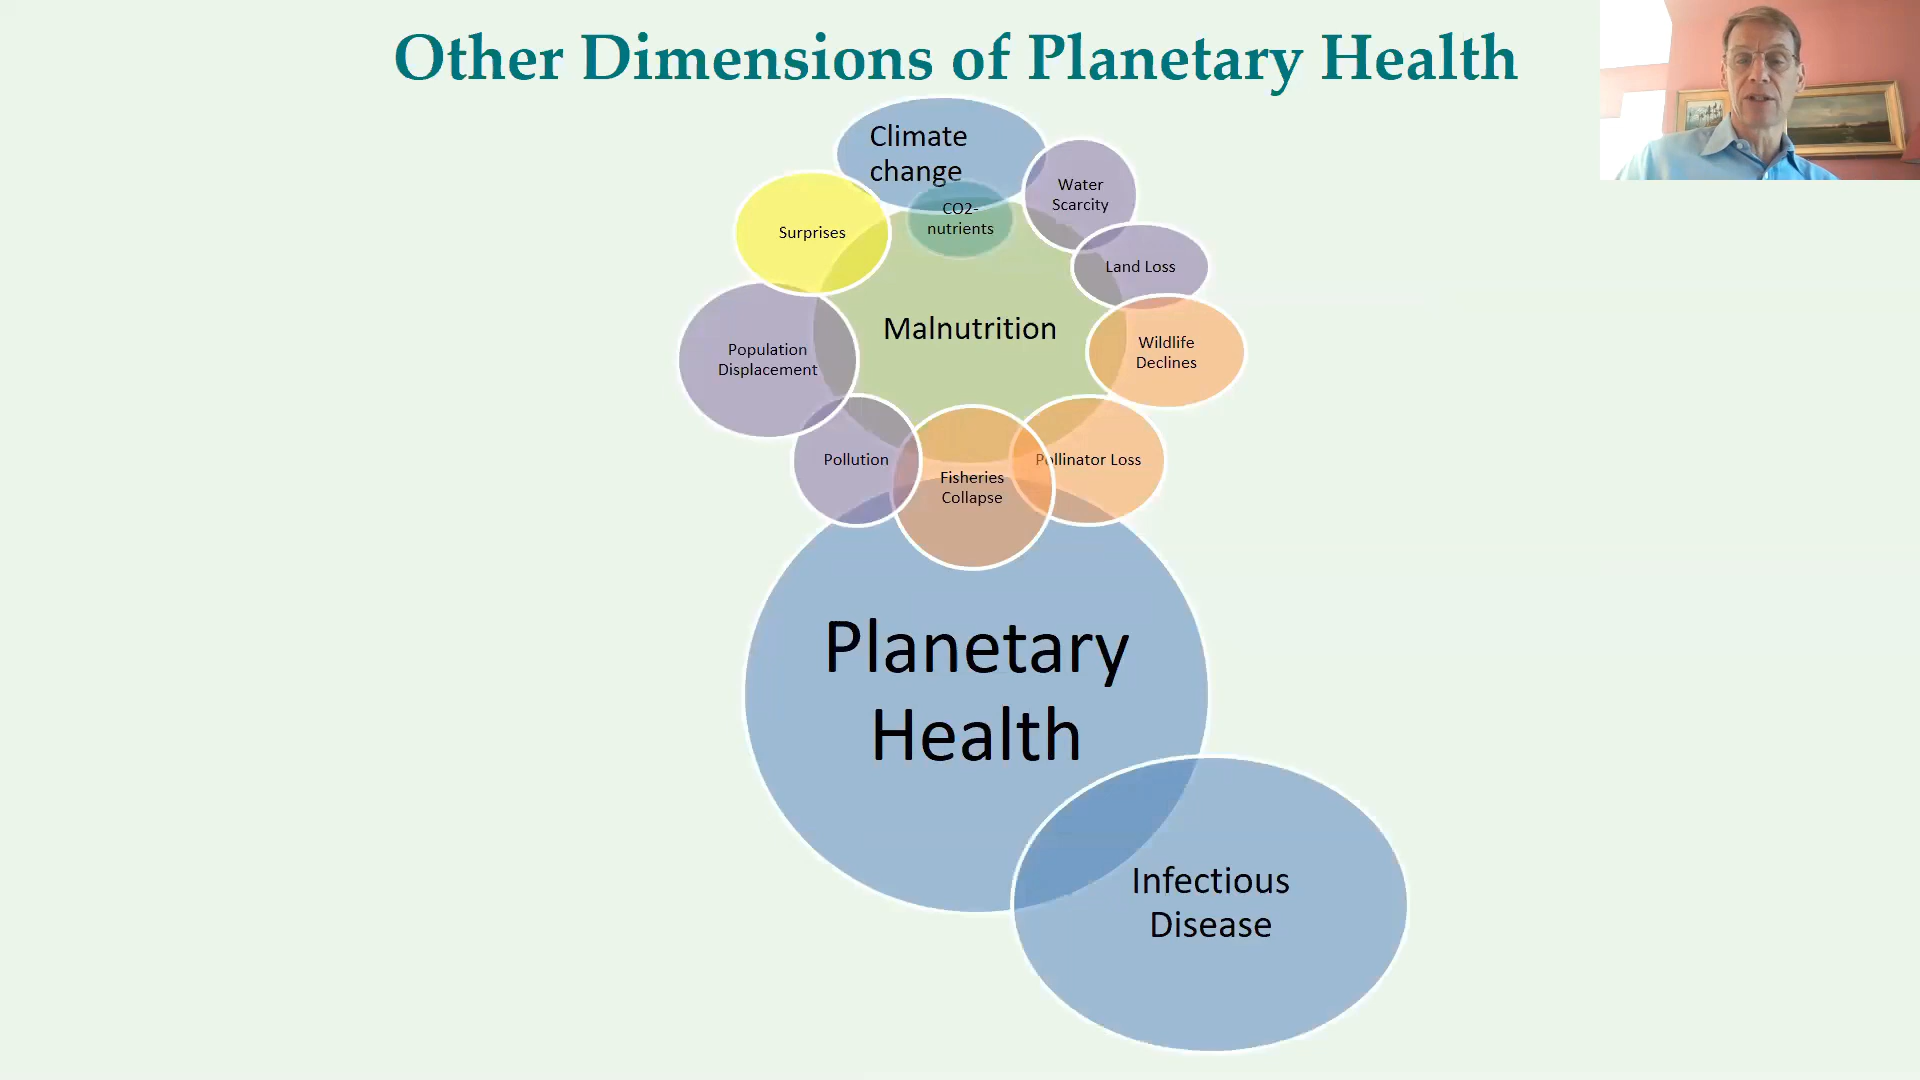 Other Dimensions of Planetary Health
Climate
change
Water
Scarcity
CO2-
nutrients
Surprises
Land Loss
Malnutrition
Wildlife
Declines
Population
Displacement
Pollution
Pollinator Loss
Fisheries
Collapse
Planetary
Health
Infectious
Disease